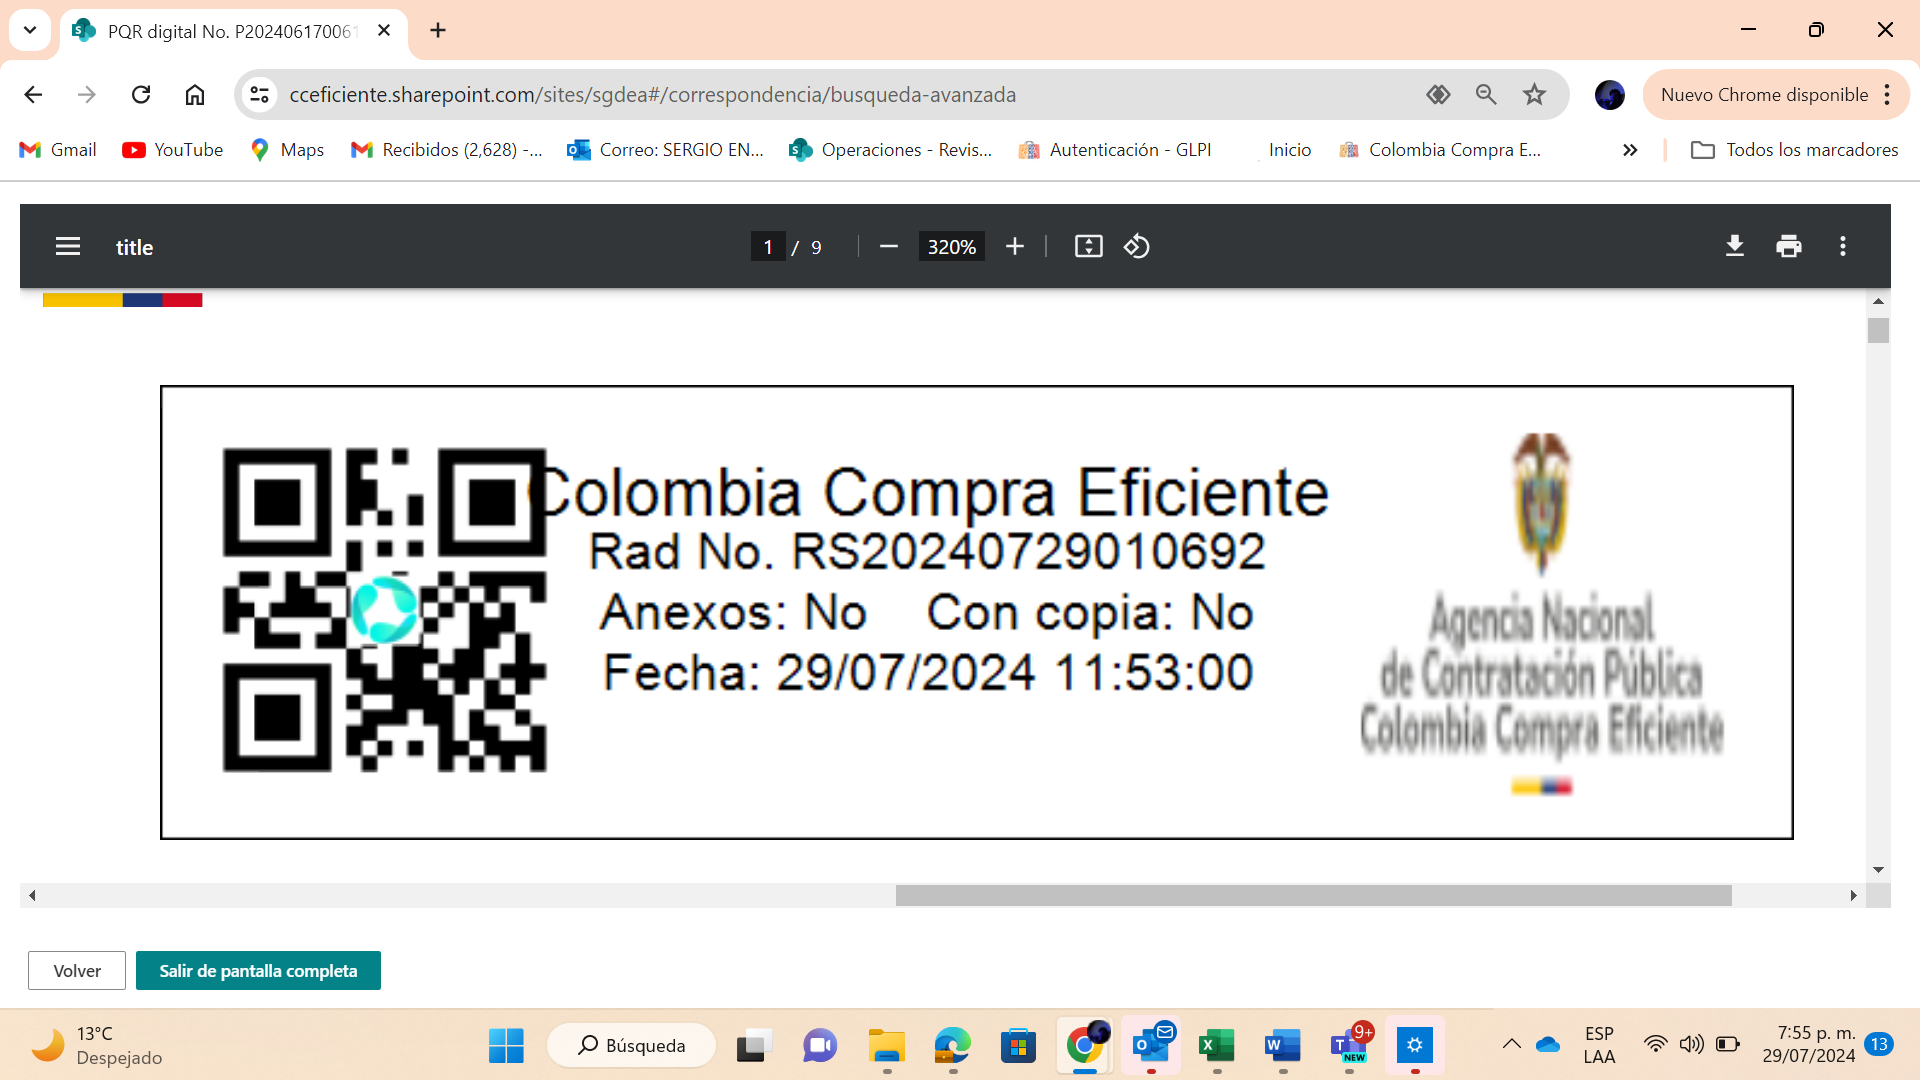 PQR digital No. P202406170061
cceficiente.sharepoint.com/sites/sgdea#/correspondencia/busqueda-avanzada
Nuevo Chrome disponible
Gmail
YouTube
Maps
Recibidos (2,628) -...
Correo: SERGIO EN...
Operaciones - Revis...
Autenticación - GLPI
Inicio
Colombia Compra E...
Todos los marcadores
title
1 / 9
320%
Colombia Compra Eficiente
Rad No. RS20240729010692
Anexos: No Con copia: No
Fecha: 29/07/2024 11:53:00
Agencia Nacional
de Contratación Pública
Colombia Compra Eficiente
Volver
Salir de pantalla completa
13°C
Despejado
Búsqueda
9+
NEW
ESP
LAA
7:55 p. m.
29/07/2024
13